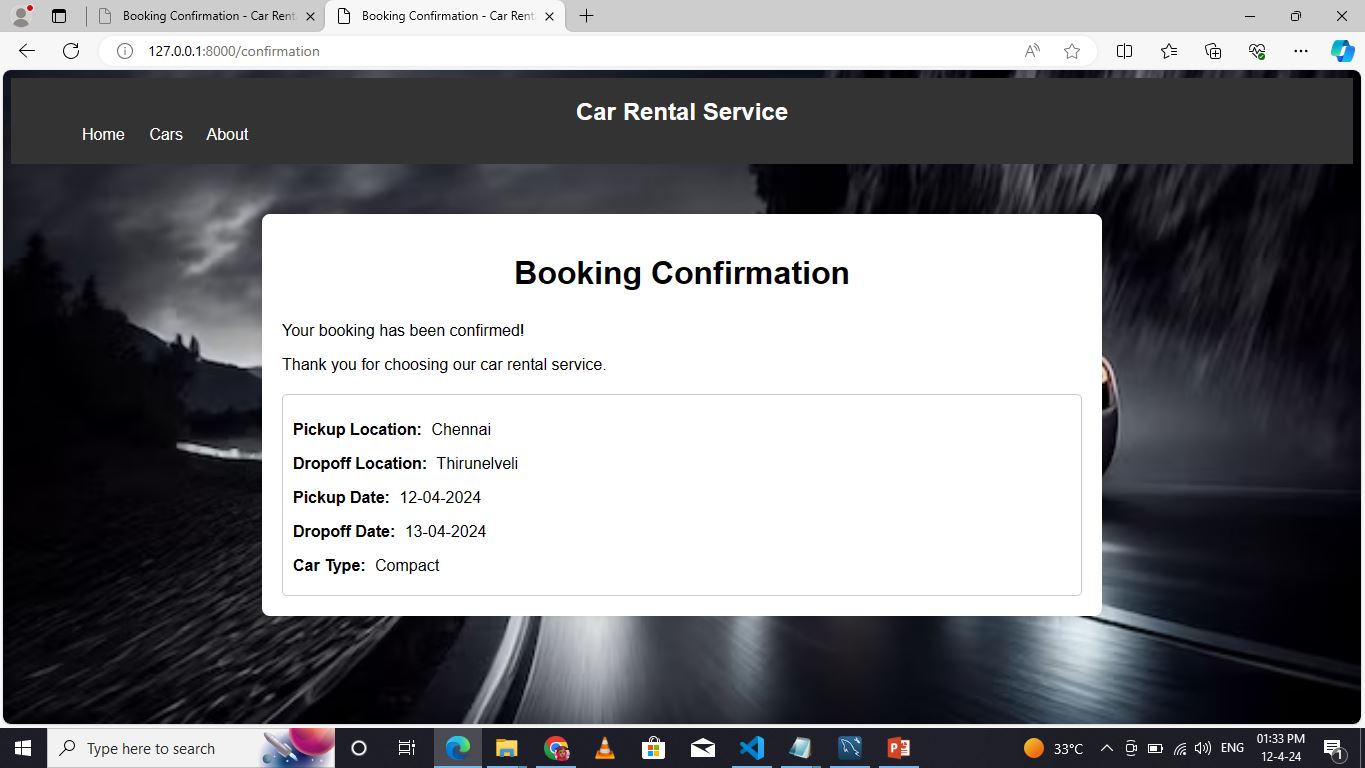 Booking Confirmation - Car Rent
Booking Confirmation - Car Rent
127.0.0.1:8000/confirmation
Car Rental Service
Home Cars About
Booking Confirmation
Your booking has been confirmed!
Thank you for choosing our car rental service.
Pickup Location: Chennai
Dropoff Location: Thirunelveli
Pickup Date: 12-04-2024
Dropoff Date: 13-04-2024
Car Type: Compact
Type here to search
33°C
ENG
01:33 PM
12-4-24
1